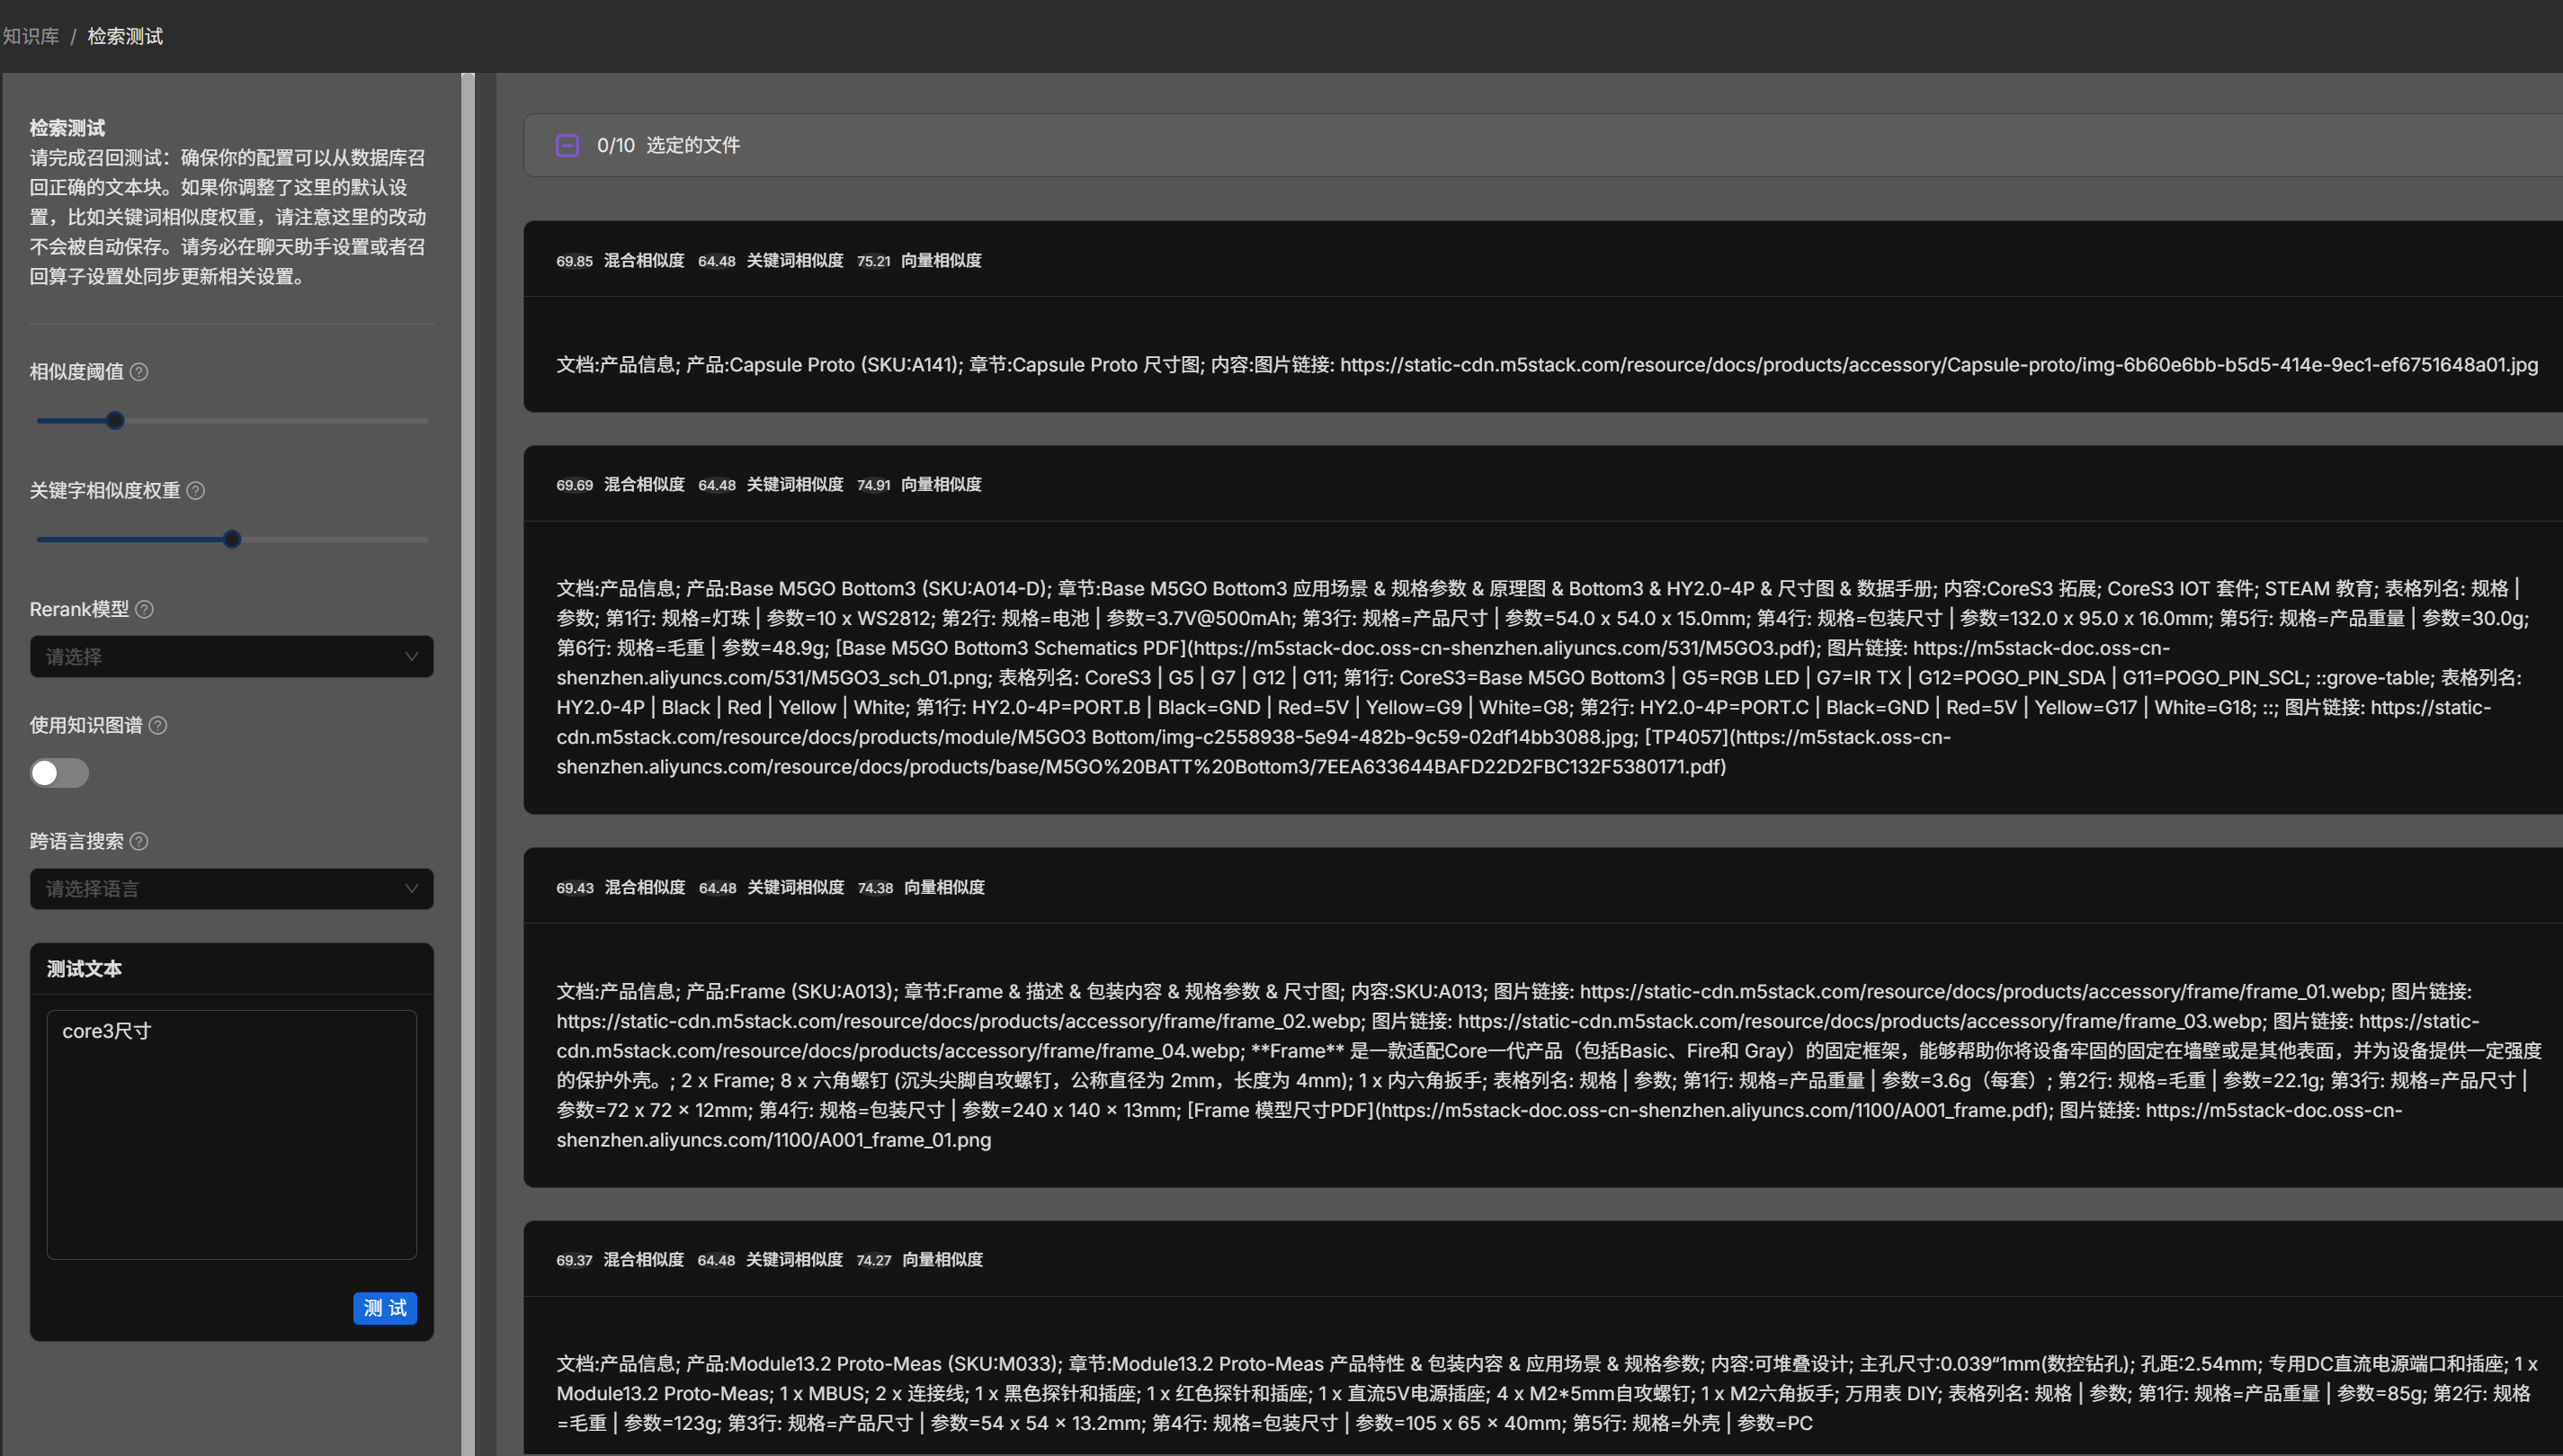 知识库 / 检索测试
检索测试
请完成召回测试：确保你的配置可以从数据库召
回正确的文本块。如果你调整了这里的默认设
置，比如关键词相似度权重，请注意这里的改动
不会被自动保存。请务必在聊天助手设置或者召
回算子设置处同步更新相关设置。
相似度阈值
关键字相似度权重
Rerank模型
请选择
使用知识图谱
跨语言搜索
请选择语言
测试文本
core3尺寸
测 试
0/10 选定的文件
69.85 混合相似度 64.48 关键词相似度 75.21 向量相似度
文档:产品信息; 产品:Capsule Proto (SKU:A141); 章节:Capsule Proto 尺寸图; 内容:图片链接: https://static-cdn.m5stack.com/resource/docs/products/accessory/Capsule-proto/img-6b60e6bb-b5d5-414e-9ec1-ef6751648a01.jpg
69.69 混合相似度 64.48 关键词相似度 74.91 向量相似度
文档:产品信息; 产品:Base M5GO Bottom3 (SKU:A014-D); 章节:Base M5GO Bottom3 应用场景 & 规格参数 & 原理图 & Bottom3 & HY2.0-4P & 尺寸图 & 数据手册; 内容:CoreS3 拓展; CoreS3 IOT 套件; STEAM 教育; 表格列名: 规格 |
参数; 第1行: 规格=灯珠 | 参数=10 x WS2812; 第2行: 规格=电池 | 参数=3.7V@500mAh; 第3行: 规格=产品尺寸 | 参数=54.0 x 54.0 x 15.0mm; 第4行: 规格=包装尺寸 | 参数=132.0 x 95.0 x 16.0mm; 第5行: 规格=产品重量 | 参数=30.0g;
第6行: 规格=毛重 | 参数=48.9g; [Base M5GO Bottom3 Schematics PDF](https://m5stack-doc.oss-cn-shenzhen.aliyuncs.com/531/M5GO3.pdf); 图片链接: https://m5stack-doc.oss-cn-
shenzhen.aliyuncs.com/531/M5GO3_sch_01.png; 表格列名: CoreS3 | G5 | G7 | G12 | G11; 第1行: CoreS3=Base M5GO Bottom3 | G5=RGB LED | G7=IR TX | G12=POGO_PIN_SDA | G11=POGO_PIN_SCL; ::grove-table; 表格列名:
HY2.0-4P | Black | Red | Yellow | White; 第1行: HY2.0-4P=PORT.B | Black=GND | Red=5V | Yellow=G9 | White=G8; 第2行: HY2.0-4P=PORT.C | Black=GND | Red=5V | Yellow=G17 | White=G18; ::; 图片链接: https://static-
cdn.m5stack.com/resource/docs/products/module/M5GO3 Bottom/img-c2558938-5e94-482b-9c59-02df14bb3088.jpg; [TP4057](https://m5stack.oss-cn-
shenzhen.aliyuncs.com/resource/docs/products/base/M5GO%20BATT%20Bottom3/7EEA633644BAFD22D2FBC132F5380171.pdf)
69.43 混合相似度 64.48 关键词相似度 74.38 向量相似度
文档:产品信息; 产品:Frame (SKU:A013); 章节:Frame & 描述 & 包装内容 & 规格参数 & 尺寸图; 内容:SKU:A013; 图片链接: https://static-cdn.m5stack.com/resource/docs/products/accessory/frame/frame_01.webp; 图片链接:
https://static-cdn.m5stack.com/resource/docs/products/accessory/frame/frame_02.webp; 图片链接: https://static-cdn.m5stack.com/resource/docs/products/accessory/frame/frame_03.webp; 图片链接: https://static-
cdn.m5stack.com/resource/docs/products/accessory/frame/frame_04.webp; **Frame** 是一款适配Core一代产品（包括Basic、Fire和 Gray）的固定框架，能够帮助你将设备牢固的固定在墙壁或是其他表面，并为设备提供一定强度
的保护外壳。; 2 x Frame; 8 x 六角螺钉 (沉头尖脚自攻螺钉，公称直径为 2mm，长度为 4mm); 1 x 内六角扳手; 表格列名: 规格 | 参数; 第1行: 规格=产品重量 | 参数=3.6g（每套）; 第2行: 规格=毛重 | 参数=22.1g; 第3行: 规格=产品尺寸 |
参数=72 x 72 × 12mm; 第4行: 规格=包装尺寸 | 参数=240 x 140 × 13mm; [Frame 模型尺寸PDF](https://m5stack-doc.oss-cn-shenzhen.aliyuncs.com/1100/A001_frame.pdf); 图片链接: https://m5stack-doc.oss-cn-
shenzhen.aliyuncs.com/1100/A001_frame_01.png
69.37 混合相似度 64.48 关键词相似度 74.27 向量相似度
文档:产品信息; 产品:Module13.2 Proto-Meas (SKU:M033); 章节:Module13.2 Proto-Meas 产品特性 & 包装内容 & 应用场景 & 规格参数; 内容:可堆叠设计; 主孔尺寸:0.039“1mm(数控钻孔); 孔距:2.54mm; 专用DC直流电源端口和插座; 1 x
Module13.2 Proto-Meas; 1 x MBUS; 2 x 连接线; 1 x 黑色探针和插座; 1 x 红色探针和插座; 1 x 直流5V电源插座; 4 x M2*5mm自攻螺钉; 1 x M2六角扳手; 万用表 DIY; 表格列名: 规格 | 参数; 第1行: 规格=产品重量 | 参数=85g; 第2行: 规格
=毛重 | 参数=123g; 第3行: 规格=产品尺寸 | 参数=54 x 54 × 13.2mm; 第4行: 规格=包装尺寸 | 参数=105 x 65 × 40mm; 第5行: 规格=外壳 | 参数=PC